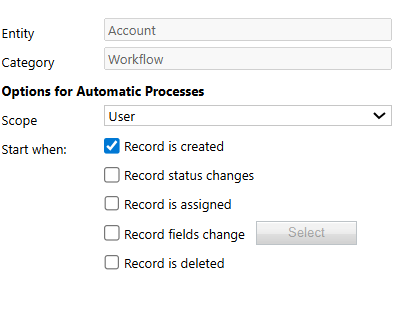 Entity Account
Category Workflow
Options for Automatic Processes
Scope User
Start when: Record is created
Record status changes
Record is assigned
Record fields change Select
Record is deleted